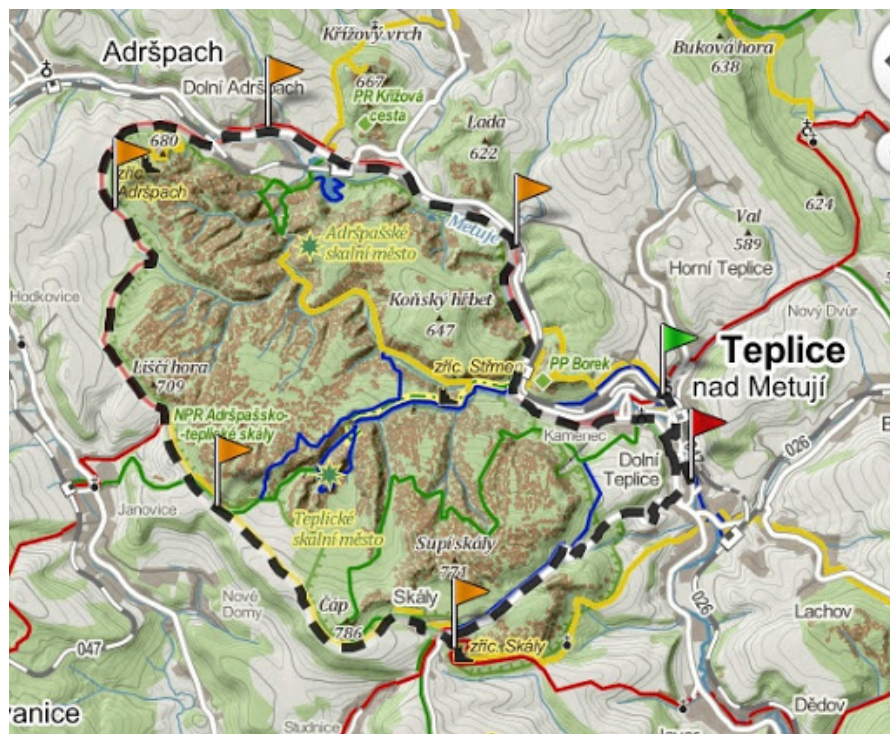 Křížový vrch
Adršpach
Buková hora
638
Dolní Adršpach
667
PR Křížová
cesta
Lada
622
680
zříc.
Adršpach
624
Metuje
Val
589
Adršpašské
skalní město
Horní Teplice
Hodkovice
Koňský hřbet
647
Nový Dvůr
Teplice
nad Metují
Liščí hora
709
zříc. Střmen
PP Borek
NPR Adršpašsko-
-teplické skály
Kamenec
026
Dolní
Teplice
Janovice
Teplické
skalní město
Supí skály
771
Nové
Domy
Čáp
786
Skály
026
Lachov
zříc. Skály
047
vanice
Studnice
Dědov